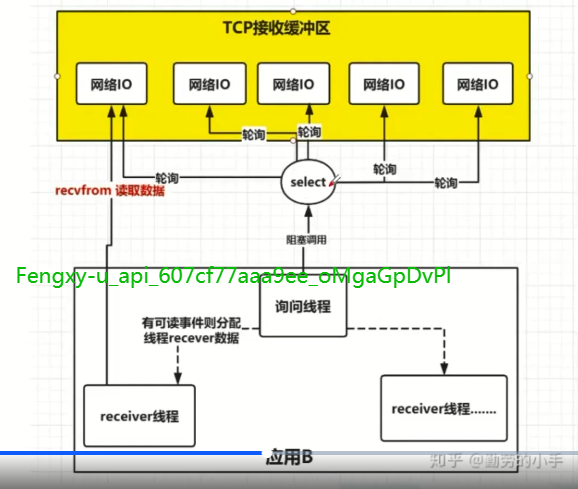 TCP接收缓冲区
网络IO
网络IO
网络IO
网络IO
网络IO
轮询
轮询
轮询
轮询
轮询
select
recvfrom 读取数据
阻塞调用
Fengxy-u_api_607cf77aaa9ee_oMgaGpDvPl
询问线程
有可读事件则分配
线程recever数据
receiver线程
receiver线程.......
应用B
知乎 @勤劳的小手